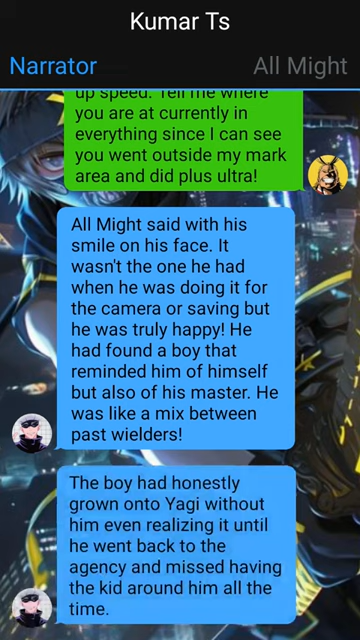 Kumar Ts
Narrator
All Might
up speed. Tell me where
you are at currently in
everything since I can see
you went outside my mark
area and did plus ultra!
All Might said with his
smile on his face. It
wasn't the one he had
when he was doing it for
the camera or saving but
he was truly happy! He
had found a boy that
reminded him of himself
but also of his master. He
was like a mix between
past wielders!
The boy had honestly
grown onto Yagi without
him even realizing it until
he went back to the
agency and missed having
the kid around him all the
time.